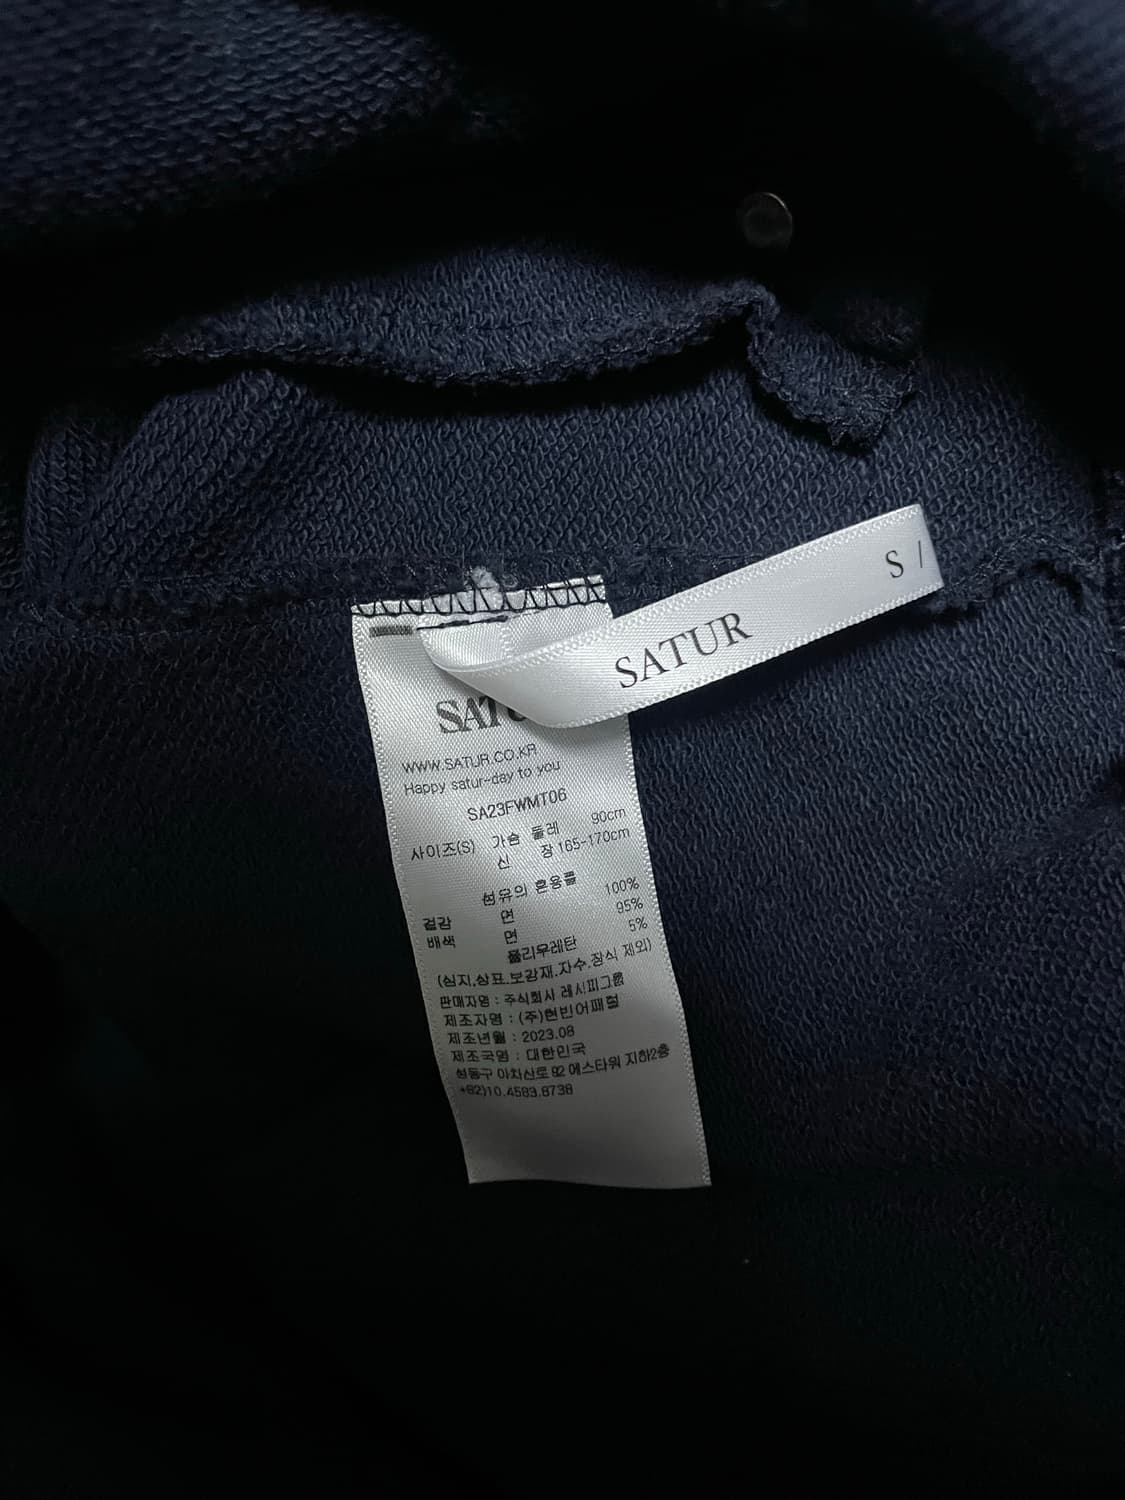 SATUR S /
SATU
WWW.SATUR.CO.KR
Happy satur-day to you
SA23FWMT06
사이즈(S) 가슴 둘레 90cm
신 장 165-170cm
섬유의 혼용률
겉감 면 100%
배색 면 95%
폴리우레탄 5%
(심지,상표,보강재,자수,장식 제외)
판매자명 : 주식회사 레시피그룹
제조자명 : (주)현빈어패럴
제조년월 : 2023.08
제조국명 : 대한민국
성동구 아차산로 92 에스타워 지하2층
+82)10.4583.8738